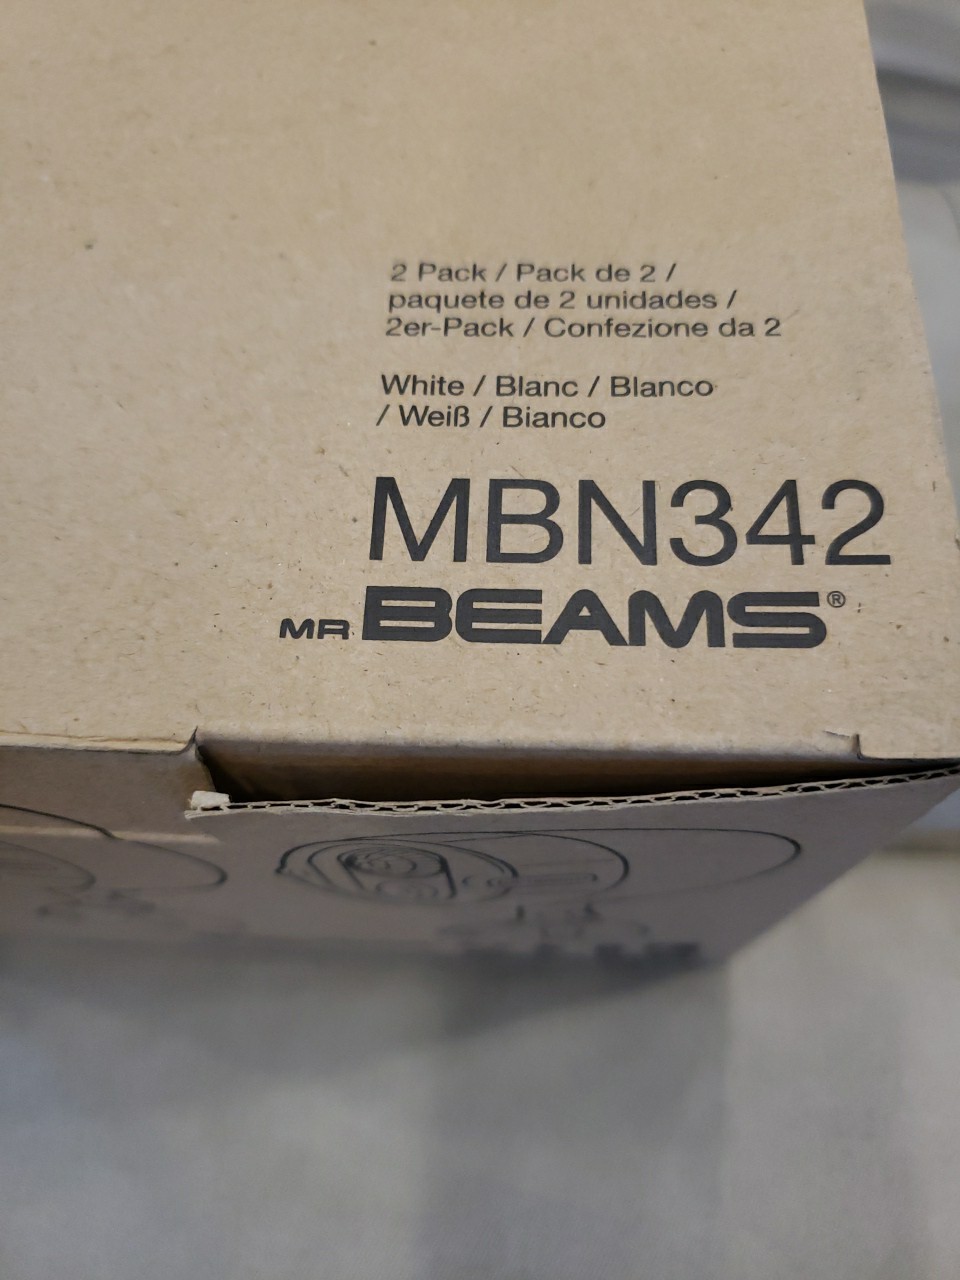 2 Pack / Pack de 2 /
paquete de 2 unidades /
2er-Pack / Confezione da 2
White / Blanc / Blanco
/ Weiß / Bianco
MBN342
MR BEAMS®